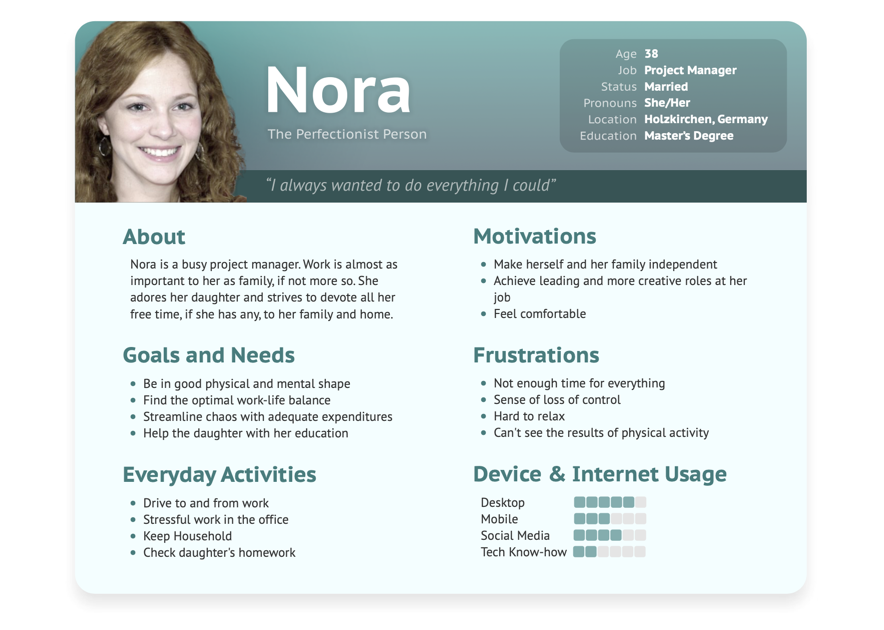 Nora
The Perfectionist Person
Age 38
Job Project Manager
Status Married
Pronouns She/Her
Location Holzkirchen, Germany
Education Master's Degree
“I always wanted to do everything I could”
About
Nora is a busy project manager. Work is almost as
important to her as family, if not more so. She
adores her daughter and strives to devote all her
free time, if she has any, to her family and home.
Motivations
• Make herself and her family independent
• Achieve leading and more creative roles at her
job
• Feel comfortable
Goals and Needs
• Be in good physical and mental shape
• Find the optimal work-life balance
• Streamline chaos with adequate expenditures
• Help the daughter with her education
Frustrations
• Not enough time for everything
• Sense of loss of control
• Hard to relax
• Can't see the results of physical activity
Everyday Activities
• Drive to and from work
• Stressful work in the office
• Keep Household
• Check daughter's homework
Device & Internet Usage
Desktop
Mobile
Social Media
Tech Know-how